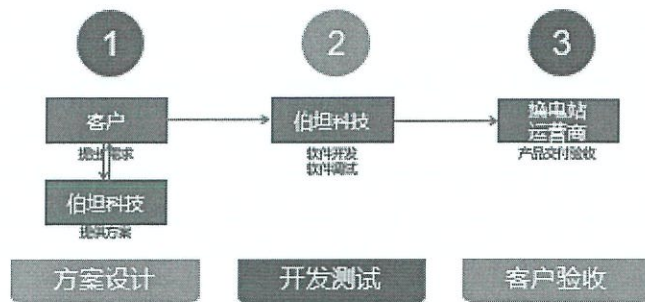 1
2
3
客户
提出需求
伯坦科技
提供方案
伯坦科技
软件开发
软件调试
换电站
运营商
产品交付验收
方案设计
开发测试
客户验收